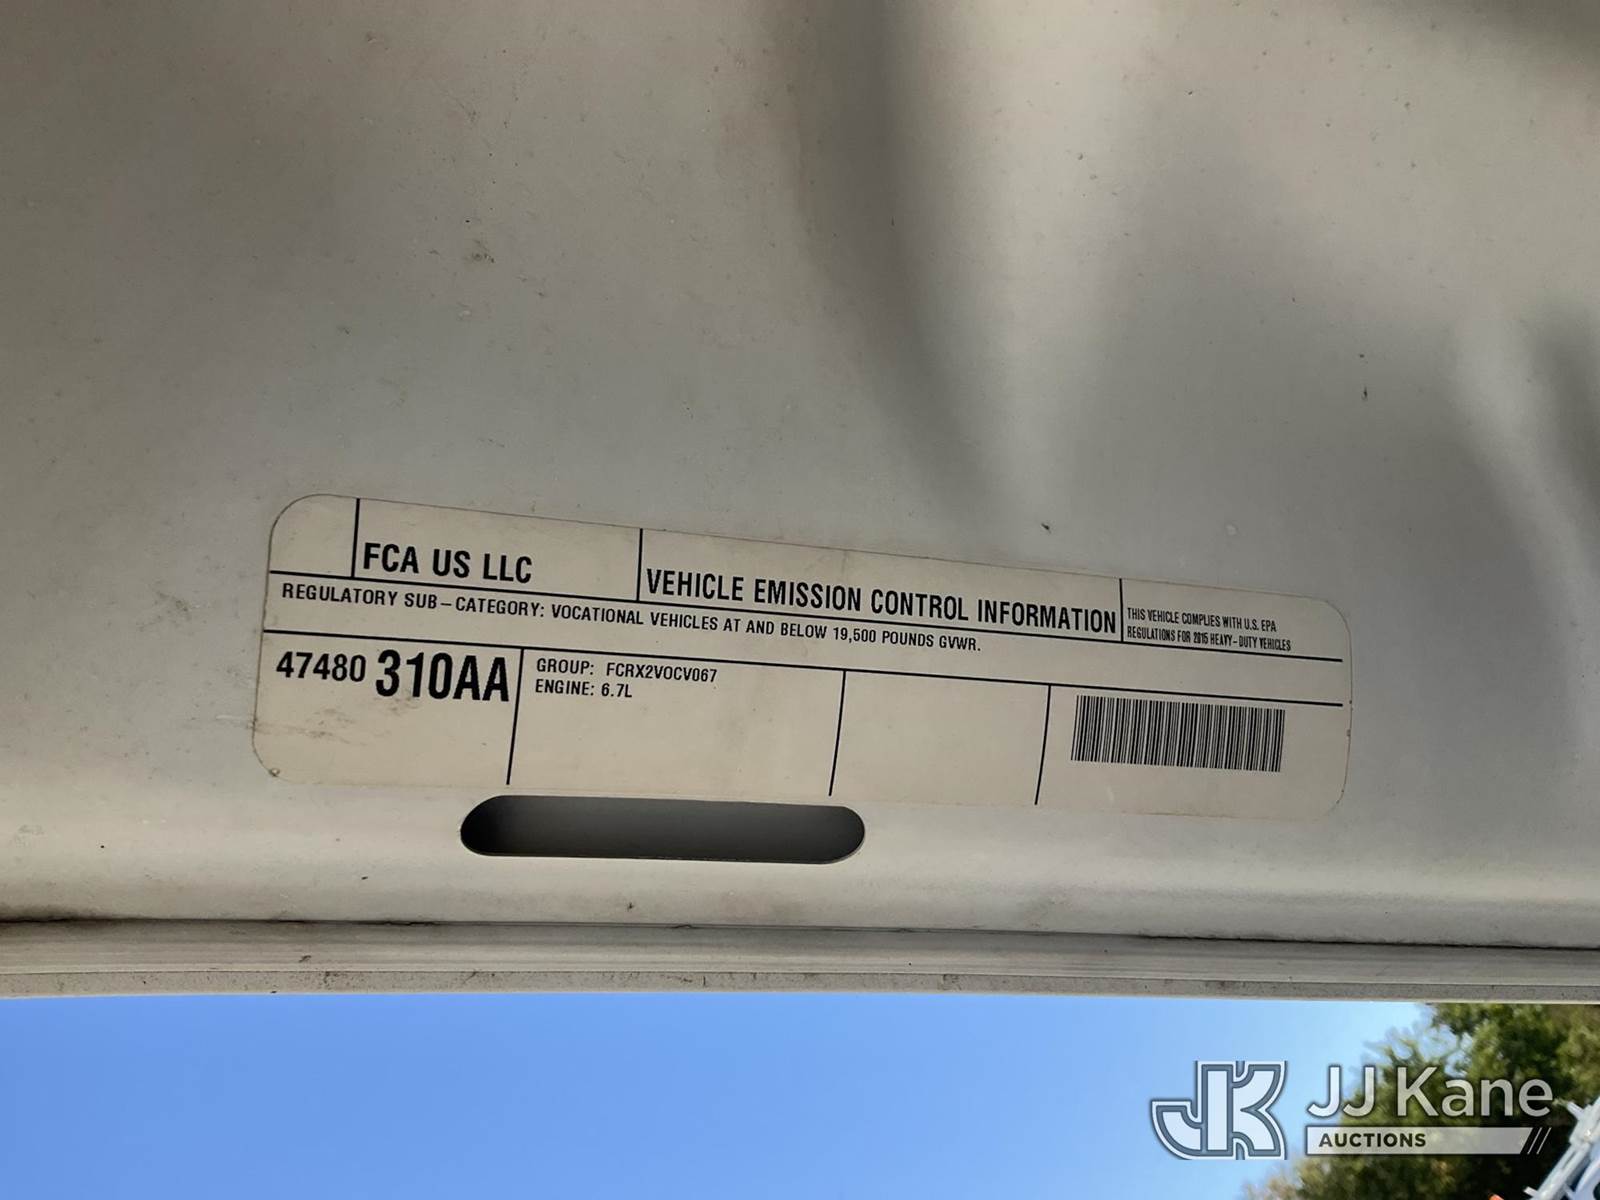 FCA US LLC
VEHICLE EMISSION CONTROL INFORMATION
THIS VEHICLE COMPLIES WITH U.S. EPA
REGULATIONS FOR 2015 HEAVY-DUTY VEHICLES
REGULATORY SUB-CATEGORY: VOCATIONAL VEHICLES AT AND BELOW 19,500 POUNDS GVWR.
47480 310AA
GROUP: FCRX2VOCV067
ENGINE: 6.7L
JK JJ Kane
AUCTIONS